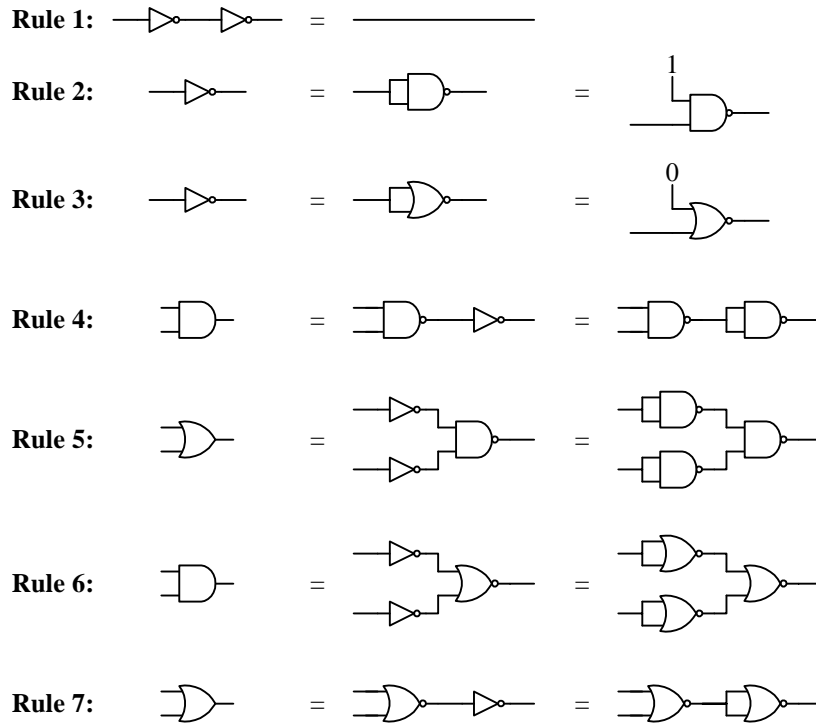 Rule 1: =
1
Rule 2: = =
0
Rule 3: = =
Rule 4: = =
Rule 5: = =
Rule 6: = =
Rule 7: = =